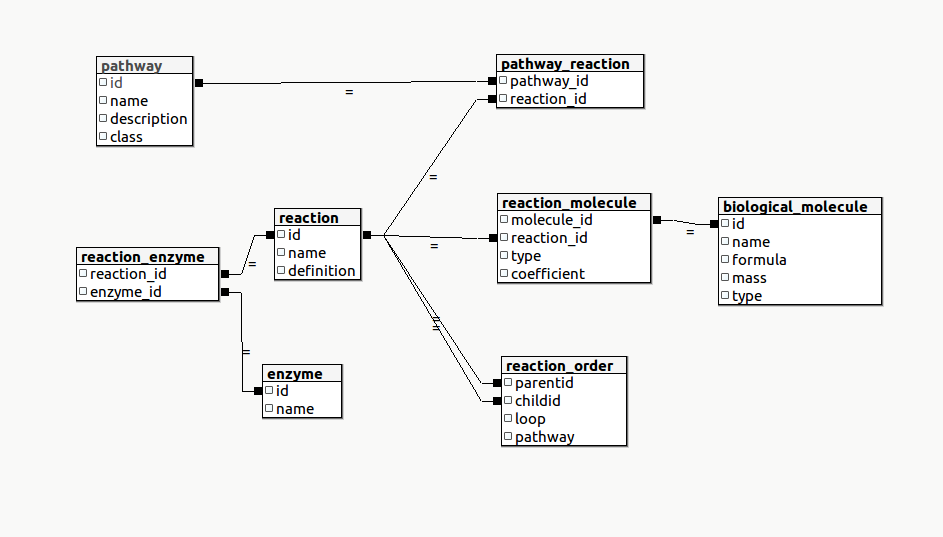 pathway
id
name
description
class
=
pathway_reaction
pathway_id
reaction_id
=
reaction
id
name
definition
=
reaction_molecule
molecule_id
reaction_id
type
coefficient
=
biological_molecule
id
name
formula
mass
type
reaction_enzyme
reaction_id
enzyme_id
=
=
enzyme
id
name
=
=
reaction_order
parentid
childid
loop
pathway